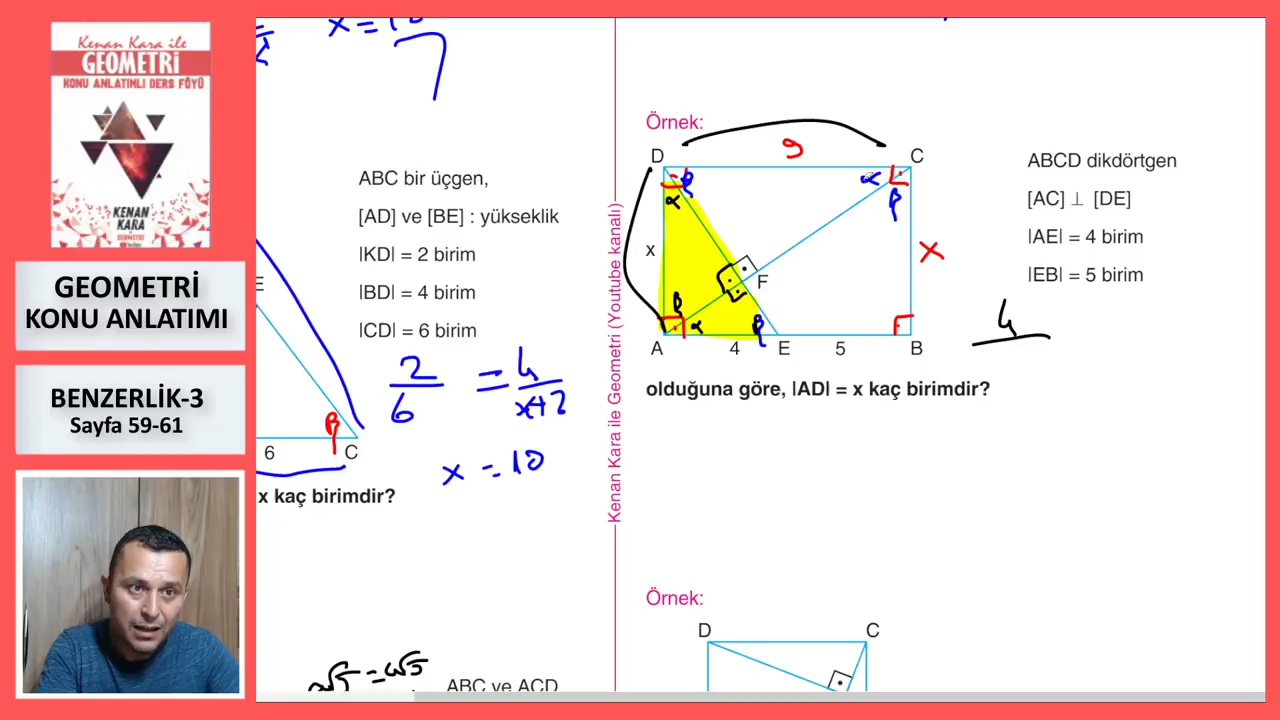 Kenan Kara ile
GEOMETRİ
KONU ANLATIMLI DERS FÖYÜ
KENAN
KARA
GEOMETRİ
KONU ANLATIMI
BENZERLİK-3
Sayfa 59-61
x = 10
ABC bir üçgen,
[AD] ve [BE] : yükseklik
|KD| = 2 birim
|BD| = 4 birim
|CD| = 6 birim
2/6 = 4/x+2
x = 10
E
β
6
C
x kaç birimdir?
√5 = a√5
ABC ve ACD
Kenan Kara ile Geometri (Youtube kanalı)
Örnek:
D
9
C
β
α
α
β
x
x
F
β
α
β
A
4
E
5
B
ABCD dikdörtgen
[AC] ⊥ [DE]
|AE| = 4 birim
|EB| = 5 birim
4
olduğuna göre, |AD| = x kaç birimdir?
Örnek:
D
C